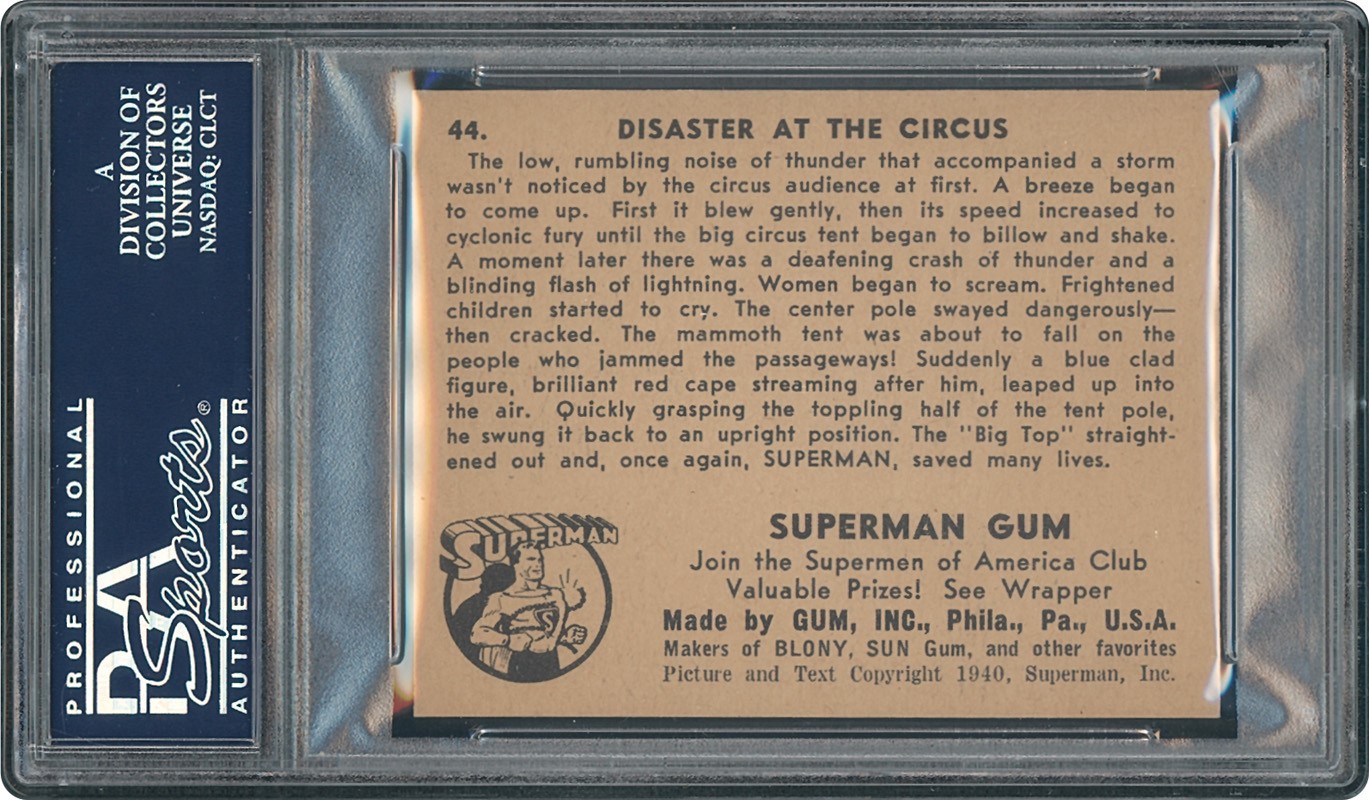 A
DIVISION OF
COLLECTORS
UNIVERSE
NASDAQ: CLCT
PROFESSIONAL
PSA
Sports®
AUTHENTICATOR
44. DISASTER AT THE CIRCUS
The low, rumbling noise of thunder that accompanied a storm
wasn't noticed by the circus audience at first. A breeze began
to come up. First it blew gently, then its speed increased to
cyclonic fury until the big circus tent began to billow and shake.
A moment later there was a deafening crash of thunder and a
blinding flash of lightning. Women began to scream. Frightened
children started to cry. The center pole swayed dangerously—
then cracked. The mammoth tent was about to fall on the
people who jammed the passageways! Suddenly a blue clad
figure, brilliant red cape streaming after him, leaped up into
the air. Quickly grasping the toppling half of the tent pole,
he swung it back to an upright position. The "Big Top" straight-
ened out and, once again, SUPERMAN, saved many lives.
SUPERMAN
S
SUPERMAN GUM
Join the Supermen of America Club
Valuable Prizes! See Wrapper
Made by GUM, INC., Phila., Pa., U.S.A.
Makers of BLONY, SUN Gum, and other favorites
Picture and Text Copyright 1940, Superman, Inc.